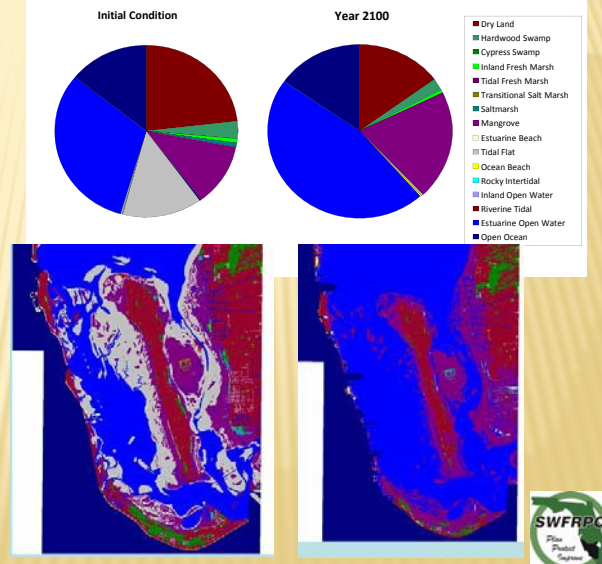 Initial Condition
Year 2100
Dry Land
Hardwood Swamp
Cypress Swamp
Inland Fresh Marsh
Tidal Fresh Marsh
Transitional Salt Marsh
Saltmarsh
Mangrove
Estuarine Beach
Tidal Flat
Ocean Beach
Rocky Intertidal
Inland Open Water
Riverine Tidal
Estuarine Open Water
Open Ocean
SWFRPC
Plan
Protect
Improve